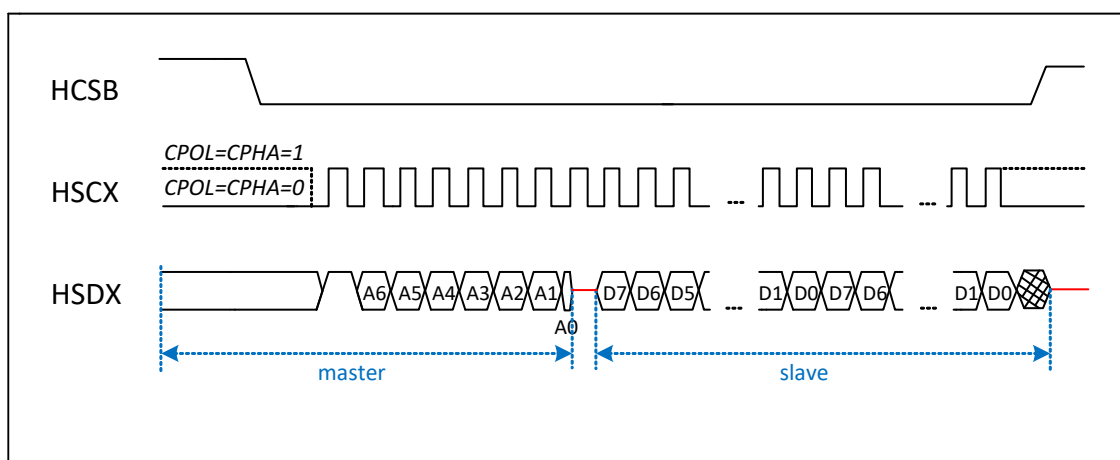 HCSB
CPOL=CPHA=1
CPOL=CPHA=0
HSCX
... ...
HSDX
A6 A5 A4 A3 A2 A1 D7 D6 D5 ... D1 D0 D7 D6 ... D1 D0
A0
master slave